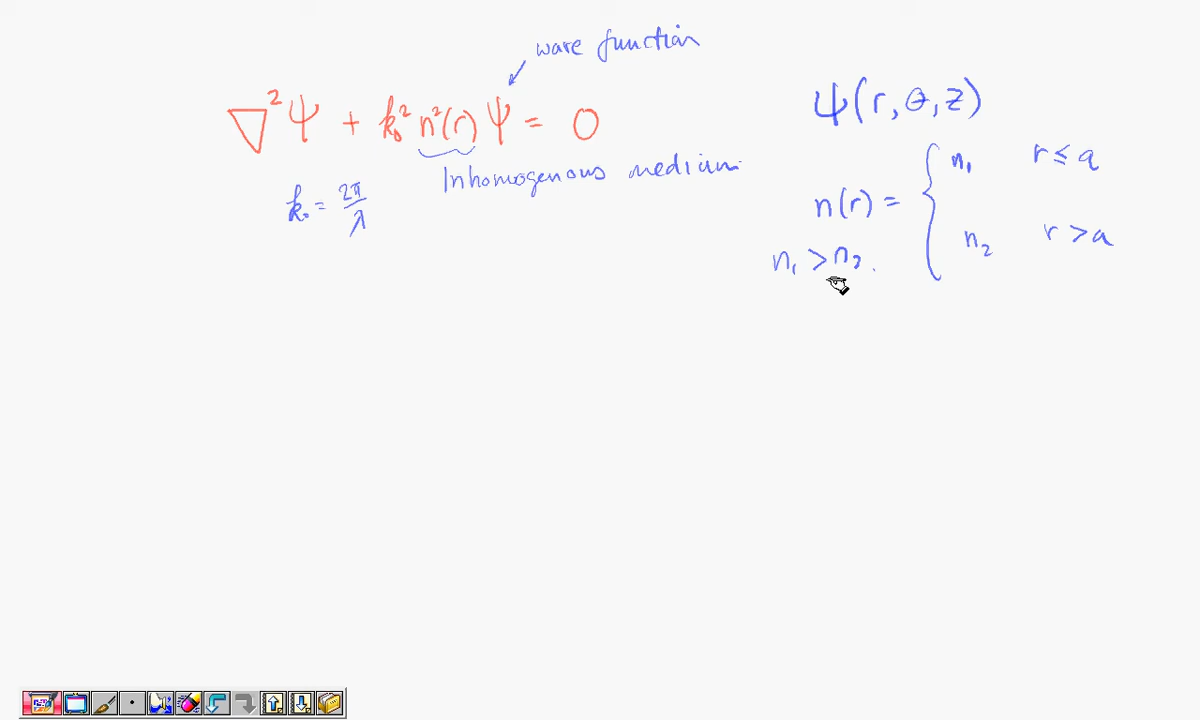 wave function
∇²Ψ + k₀² n²(r) Ψ = 0
Inhomogenous medium
k₀ = 2π/λ
Ψ(r, θ, z)
n(r) = { n₁ r ≤ a
n₂ r > a
n₁ > n₂.